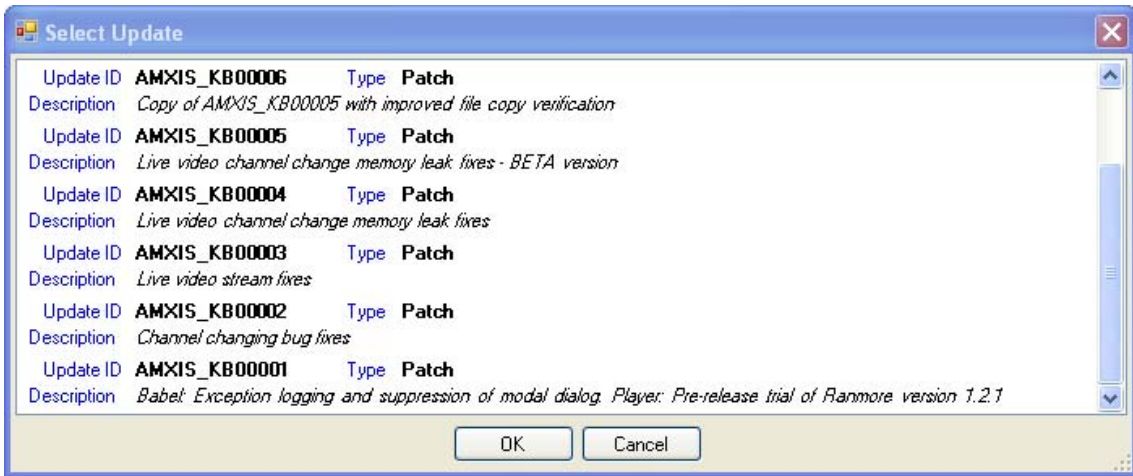 Select Update
Update ID AMXIS_KB00006 Type Patch
Description Copy of AMXIS_KB00005 with improved file copy verification
Update ID AMXIS_KB00005 Type Patch
Description Live video channel change memory leak fixes - BETA version
Update ID AMXIS_KB00004 Type Patch
Description Live video channel change memory leak fixes
Update ID AMXIS_KB00003 Type Patch
Description Live video stream fixes
Update ID AMXIS_KB00002 Type Patch
Description Channel changing bug fixes
Update ID AMXIS_KB00001 Type Patch
Description Babel: Exception logging and suppression of modal dialog. Player: Pre-release trial of Ranmore version 1.2.1
OK Cancel